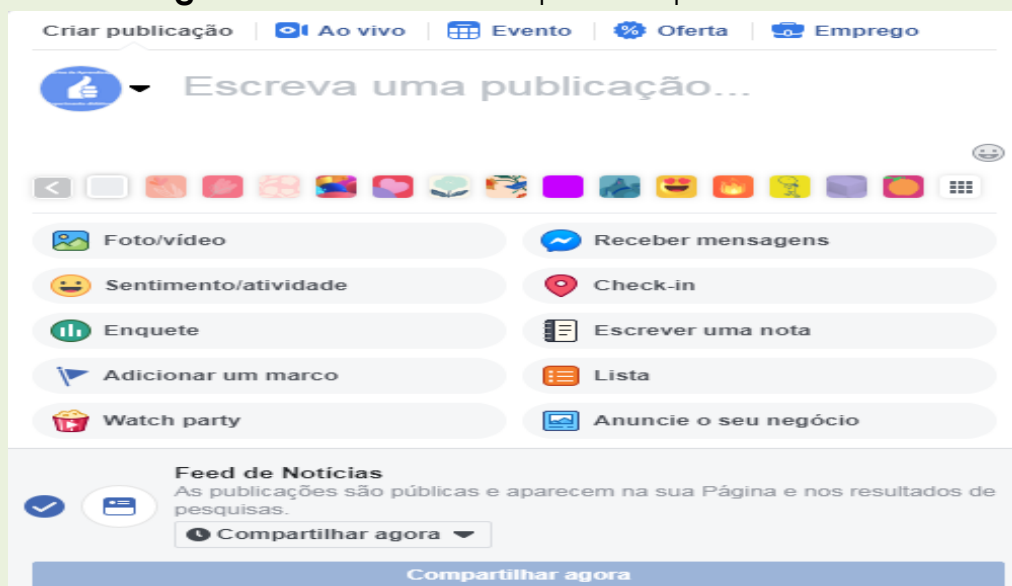 Criar publicação Ao vivo Evento Oferta Emprego
Escreva uma publicação...
Foto/vídeo Receber mensagens
Sentimento/atividade Check-in
Enquete Escrever uma nota
Adicionar um marco Lista
Watch party Anuncie o seu negócio
Feed de Notícias
As publicações são públicas e aparecem na sua Página e nos resultados de
pesquisas.
Compartilhar agora
Compartilhar agora